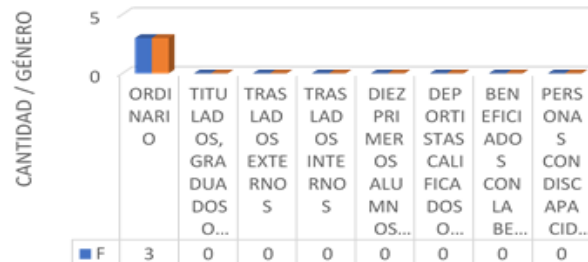 CANTIDAD / GÉNERO
5
0
ORDI
NARIO
O
TITU
LAD
OS,
GRA
DUA
DOS
O...
TRAS
LAD
OS
EXTE
RNO
S
TRAS
LAD
OS
INTE
RNO
S
DIEZ
PRI
MER
OS
ALU
MN
OS...
DEP
ORTI
STAS
CALI
FICA
DOS
O...
BEN
EFICI
ADO
S
CON
LA
BE...
PERS
ONA
S
CON
DISC
APA
CID...
F 3 0 0 0 0 0 0 0